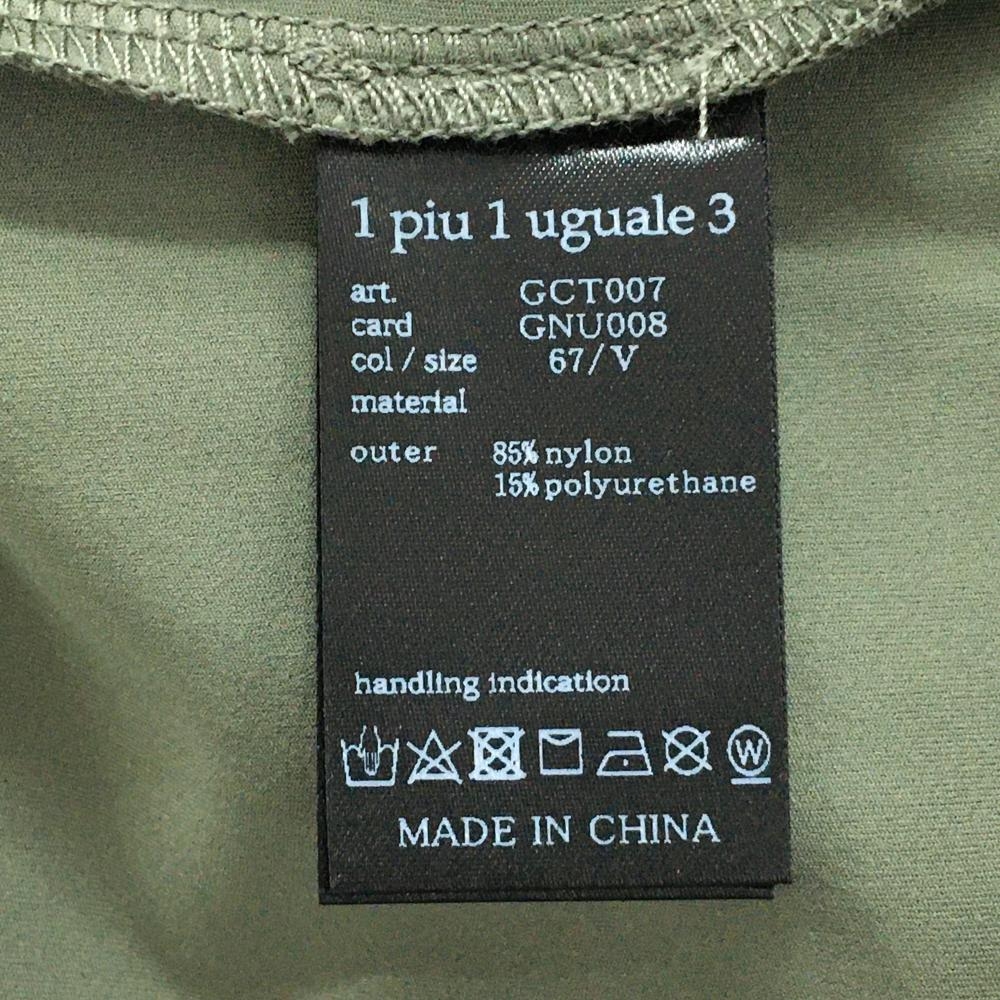 1 piu 1 uguale 3
art. GCT007
card GNU008
col / size 67/V
material
outer 85% nylon
15% polyurethane
handling indication
W
MADE IN CHINA